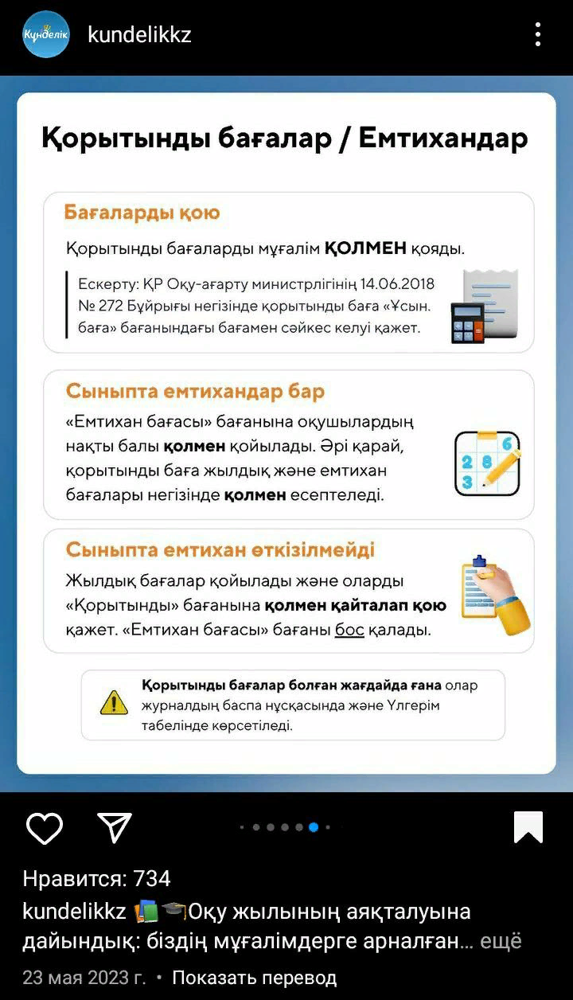 Күнделік
kundelikkz
Қорытынды бағалар / Емтихандар
Бағаларды қою
Қорытынды бағаларды мұғалім ҚОЛМЕН қояды.
Ескерту: ҚР Оқу-ағарту министрлігінің 14.06.2018
№ 272 Бұйрығы негізінде қорытынды баға «Ұсын.
баға» бағанындағы бағамен сәйкес келуі қажет.
Сыныпта емтихандар бар
«Емтихан бағасы» бағанына оқушылардың
нақты балы қолмен қойылады. Әрі қарай,
қорытынды баға жылдық және емтихан
бағалары негізінде қолмен есептеледі.
6
2 8
3
Сыныпта емтихан өткізілмейді
Жылдық бағалар қойылады және оларды
«Қорытынды» бағанына қолмен қайталап қою
қажет. «Емтихан бағасы» бағаны бос қалады.
Қорытынды бағалар болған жағдайда ғана олар
журналдың баспа нұсқасында және Үлгерім
табелінде көрсетіледі.
Нравится: 734
kundelikkz 📚🎓Оқу жылының аяқталуына
дайындық: біздің мұғалімдерге арналған... ещё
23 мая 2023 г. • Показать перевод